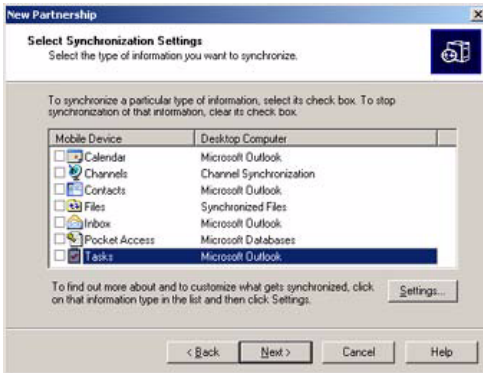 New Partnership
Select Synchronization Settings
Select the type of information you want to synchronize.
To synchronize a particular type of information, select its check box. To stop
synchronization of that information, clear its check box.
Mobile Device Desktop Computer
Calendar Microsoft Outlook
Channels Channel Synchronization
Contacts Microsoft Outlook
Files Synchronized Files
Inbox Microsoft Outlook
Pocket Access Microsoft Databases
Tasks Microsoft Outlook
To find out more about and to customize what gets synchronized, click
on that information type in the list and then click Settings.
Settings...
< Back Next > Cancel Help